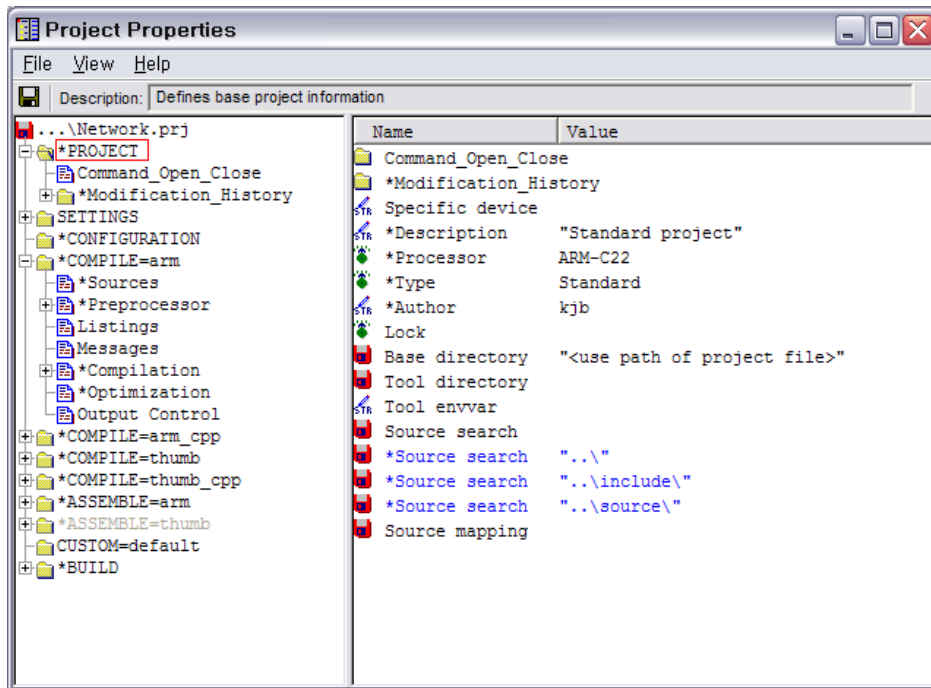 Project Properties
File View Help
Description: Defines base project information
...\Network.prj
*PROJECT
Command_Open_Close
*Modification_History
SETTINGS
*CONFIGURATION
*COMPILE=arm
*Sources
*Preprocessor
Listings
Messages
*Compilation
*Optimization
Output Control
*COMPILE=arm_cpp
*COMPILE=thumb
*COMPILE=thumb_cpp
*ASSEMBLE=arm
*ASSEMBLE=thumb
CUSTOM=default
*BUILD
Name Value
Command_Open_Close
*Modification_History
STR Specific device
STR *Description "Standard project"
*Processor ARM-C22
*Type Standard
STR *Author kjb
Lock
Base directory "<use path of project file>"
Tool directory
STR Tool envvar
Source search
*Source search "..\"
*Source search "..\include\"
*Source search "..\source\"
Source mapping